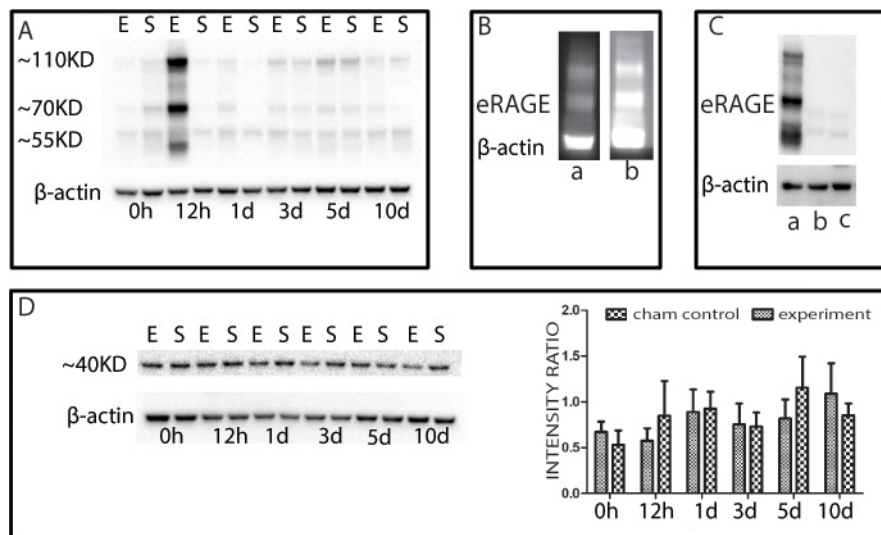 A
E S E S E S E S E S E S
~110KD
~70KD
~55KD
β-actin
0h 12h 1d 3d 5d 10d
B
eRAGE
β-actin
a b
C
eRAGE
β-actin
a b c
D
E S E S E S E S E S E S
~40KD
β-actin
0h 12h 1d 3d 5d 10d
cham control experiment
INTENSITY RATIO
2.0
1.5
1.0
0.5
0.0
0h 12h 1d 3d 5d 10d